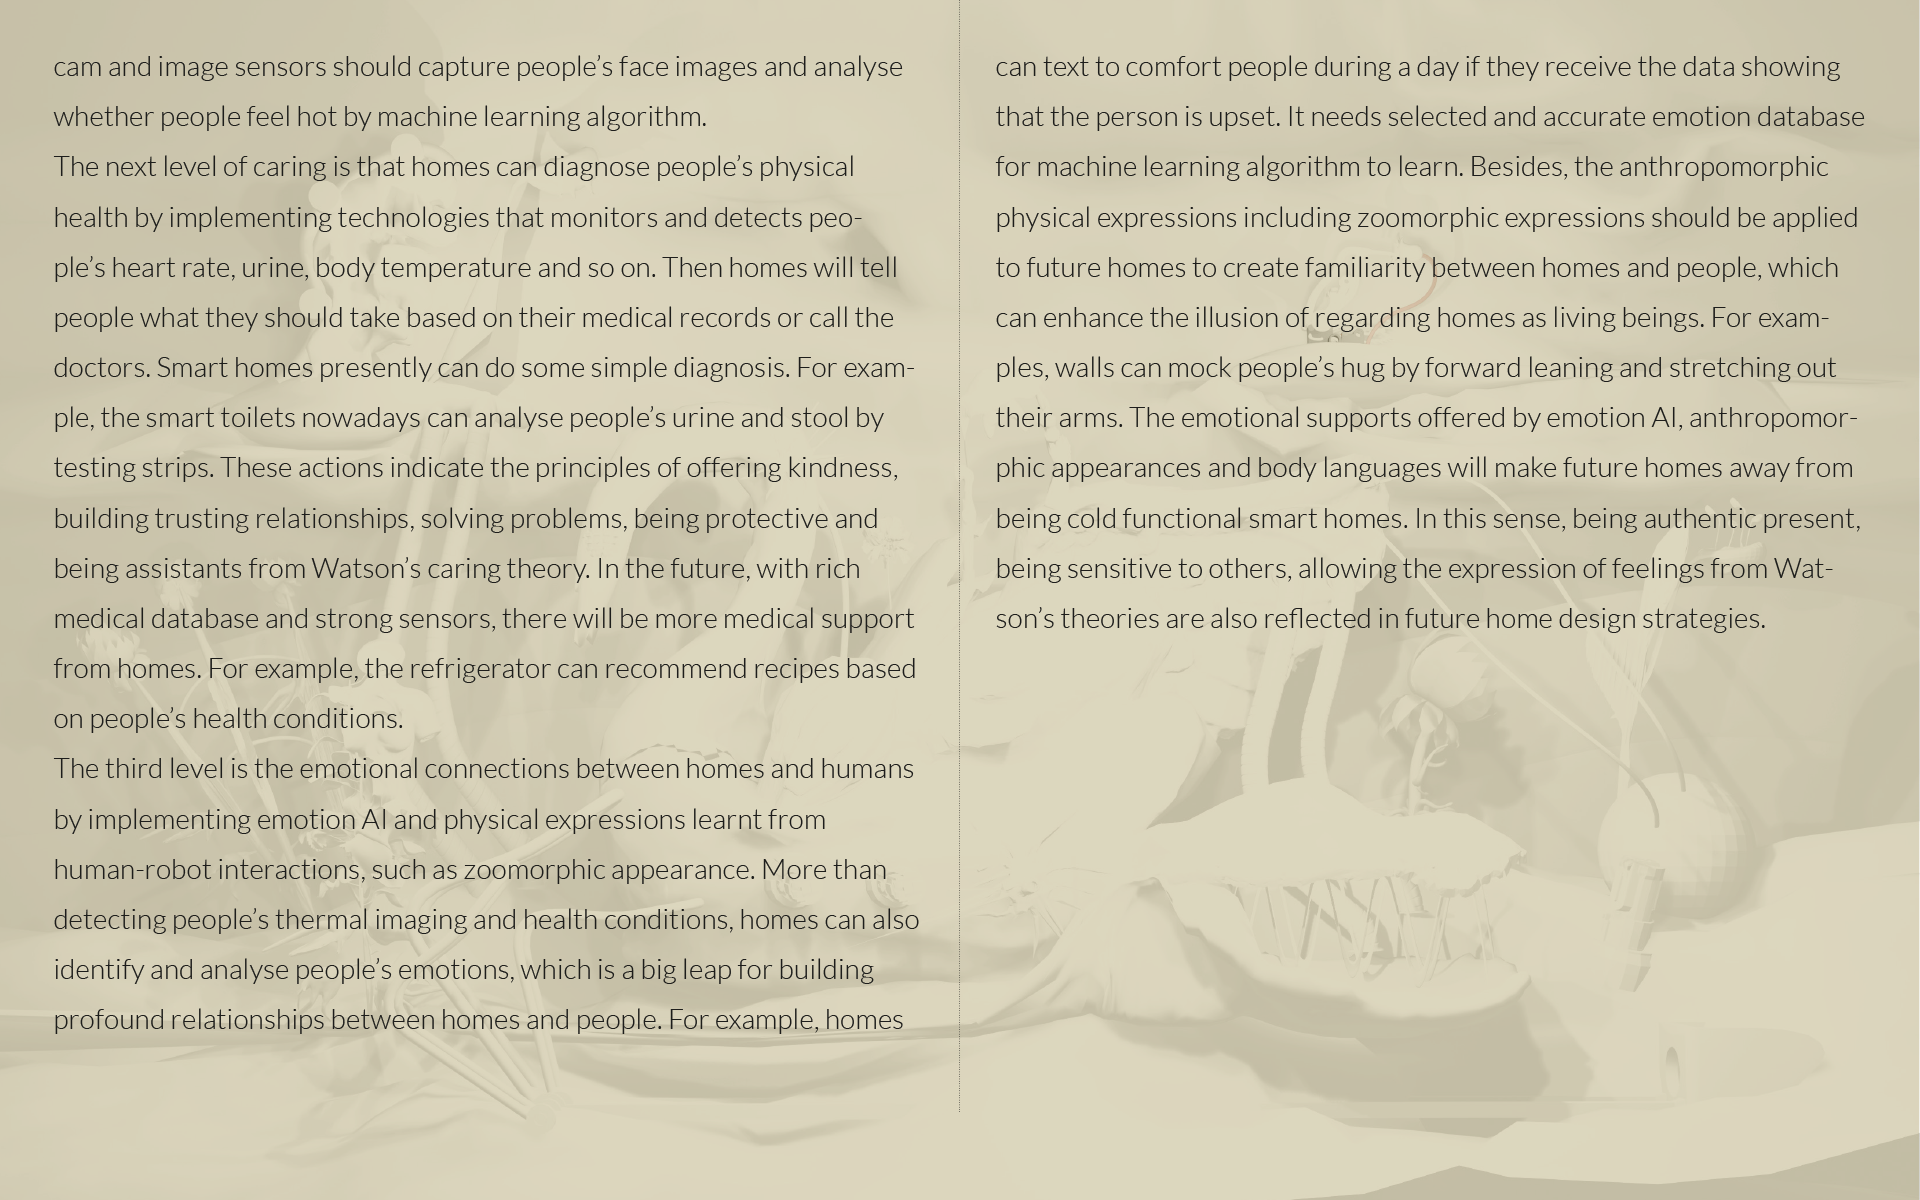 cam and image sensors should capture people’s face images and analyse
whether people feel hot by machine learning algorithm.
The next level of caring is that homes can diagnose people’s physical
health by implementing technologies that monitors and detects peo-
ple’s heart rate, urine, body temperature and so on. Then homes will tell
people what they should take based on their medical records or call the
doctors. Smart homes presently can do some simple diagnosis. For exam-
ple, the smart toilets nowadays can analyse people’s urine and stool by
testing strips. These actions indicate the principles of offering kindness,
building trusting relationships, solving problems, being protective and
being assistants from Watson’s caring theory. In the future, with rich
medical database and strong sensors, there will be more medical support
from homes. For example, the refrigerator can recommend recipes based
on people’s health conditions.
The third level is the emotional connections between homes and humans
by implementing emotion AI and physical expressions learnt from
human-robot interactions, such as zoomorphic appearance. More than
detecting people’s thermal imaging and health conditions, homes can also
identify and analyse people’s emotions, which is a big leap for building
profound relationships between homes and people. For example, homes
can text to comfort people during a day if they receive the data showing
that the person is upset. It needs selected and accurate emotion database
for machine learning algorithm to learn. Besides, the anthropomorphic
physical expressions including zoomorphic expressions should be applied
to future homes to create familiarity between homes and people, which
can enhance the illusion of regarding homes as living beings. For exam-
ples, walls can mock people’s hug by forward leaning and stretching out
their arms. The emotional supports offered by emotion AI, anthropomor-
phic appearances and body languages will make future homes away from
being cold functional smart homes. In this sense, being authentic present,
being sensitive to others, allowing the expression of feelings from Wat-
son’s theories are also reflected in future home design strategies.